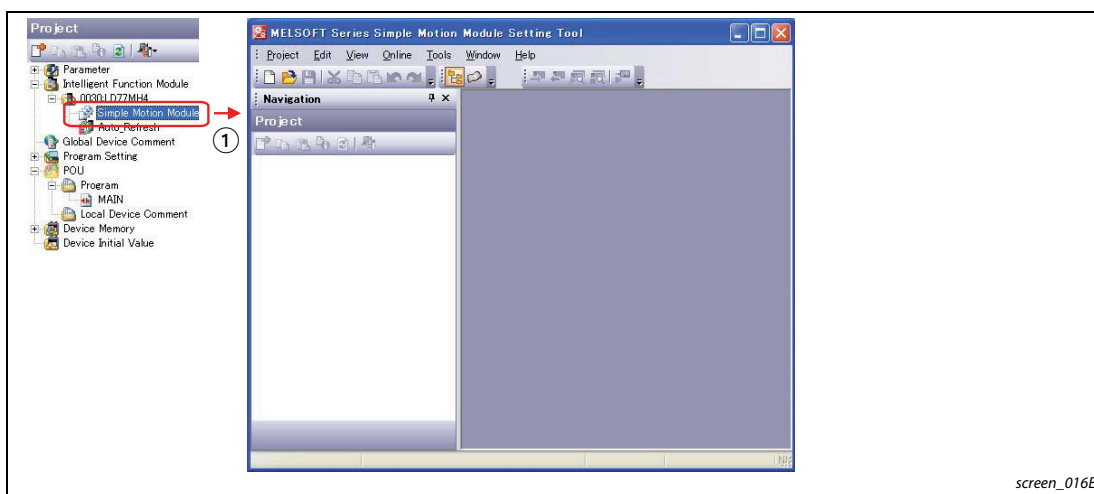 Project
Parameter
Intelligent Function Module
0030:LD77MH4
Simple Motion Module
Auto_Refresh
Global Device Comment
Program Setting
POU
Program
MAIN
Local Device Comment
Device Memory
Device Initial Value
①
MELSOFT Series Simple Motion Module Setting Tool
Project Edit View Online Tools Window Help
Navigation
Project
screen_016E